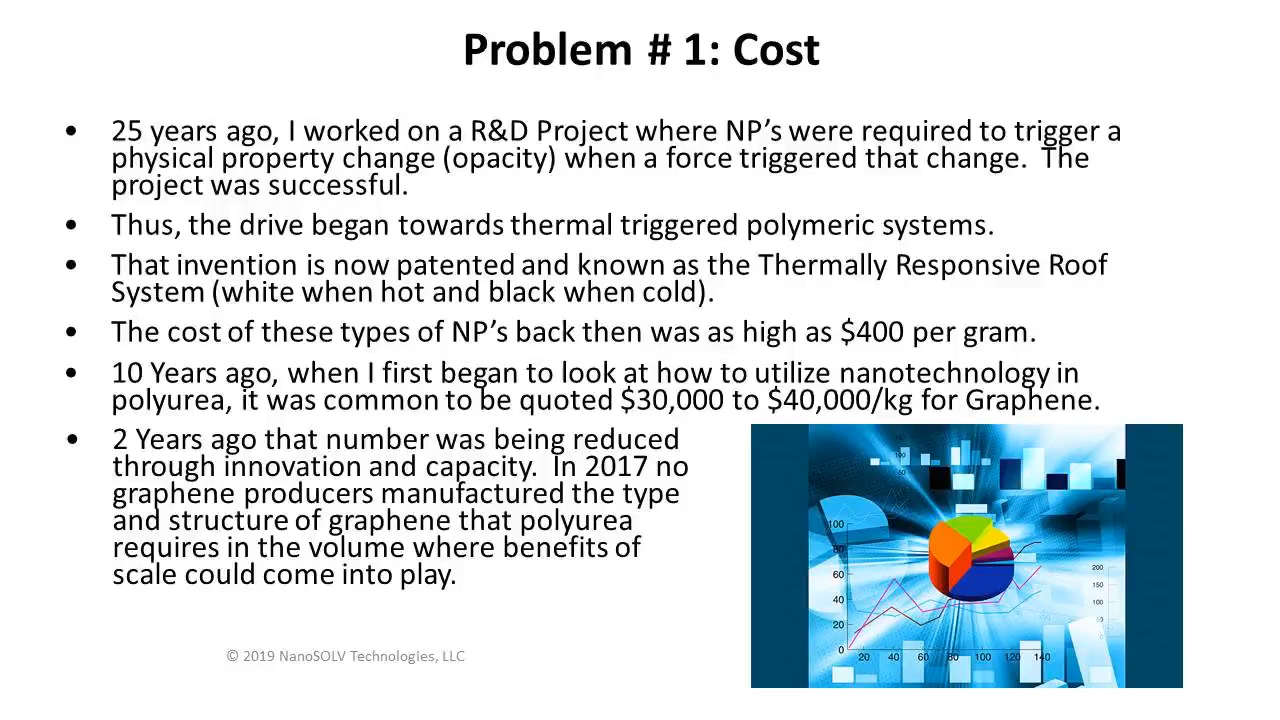 Problem # 1: Cost
• 25 years ago, I worked on a R&D Project where NP’s were required to trigger a
physical property change (opacity) when a force triggered that change.  The
project was successful.
• Thus, the drive began towards thermal triggered polymeric systems.
• That invention is now patented and known as the Thermally Responsive Roof
System (white when hot and black when cold).
• The cost of these types of NP’s back then was as high as $400 per gram.
• 10 Years ago, when I first began to look at how to utilize nanotechnology in
polyurea, it was common to be quoted $30,000 to $40,000/kg for Graphene.
• 2 Years ago that number was being reduced
through innovation and capacity.  In 2017 no
graphene producers manufactured the type
and structure of graphene that polyurea
requires in the volume where benefits of
scale could come into play.
100
100
80
60
40
20
0
20 40 60 80 100 120 140
200
150
100
50
0
© 2019 NanoSOLV Technologies, LLC